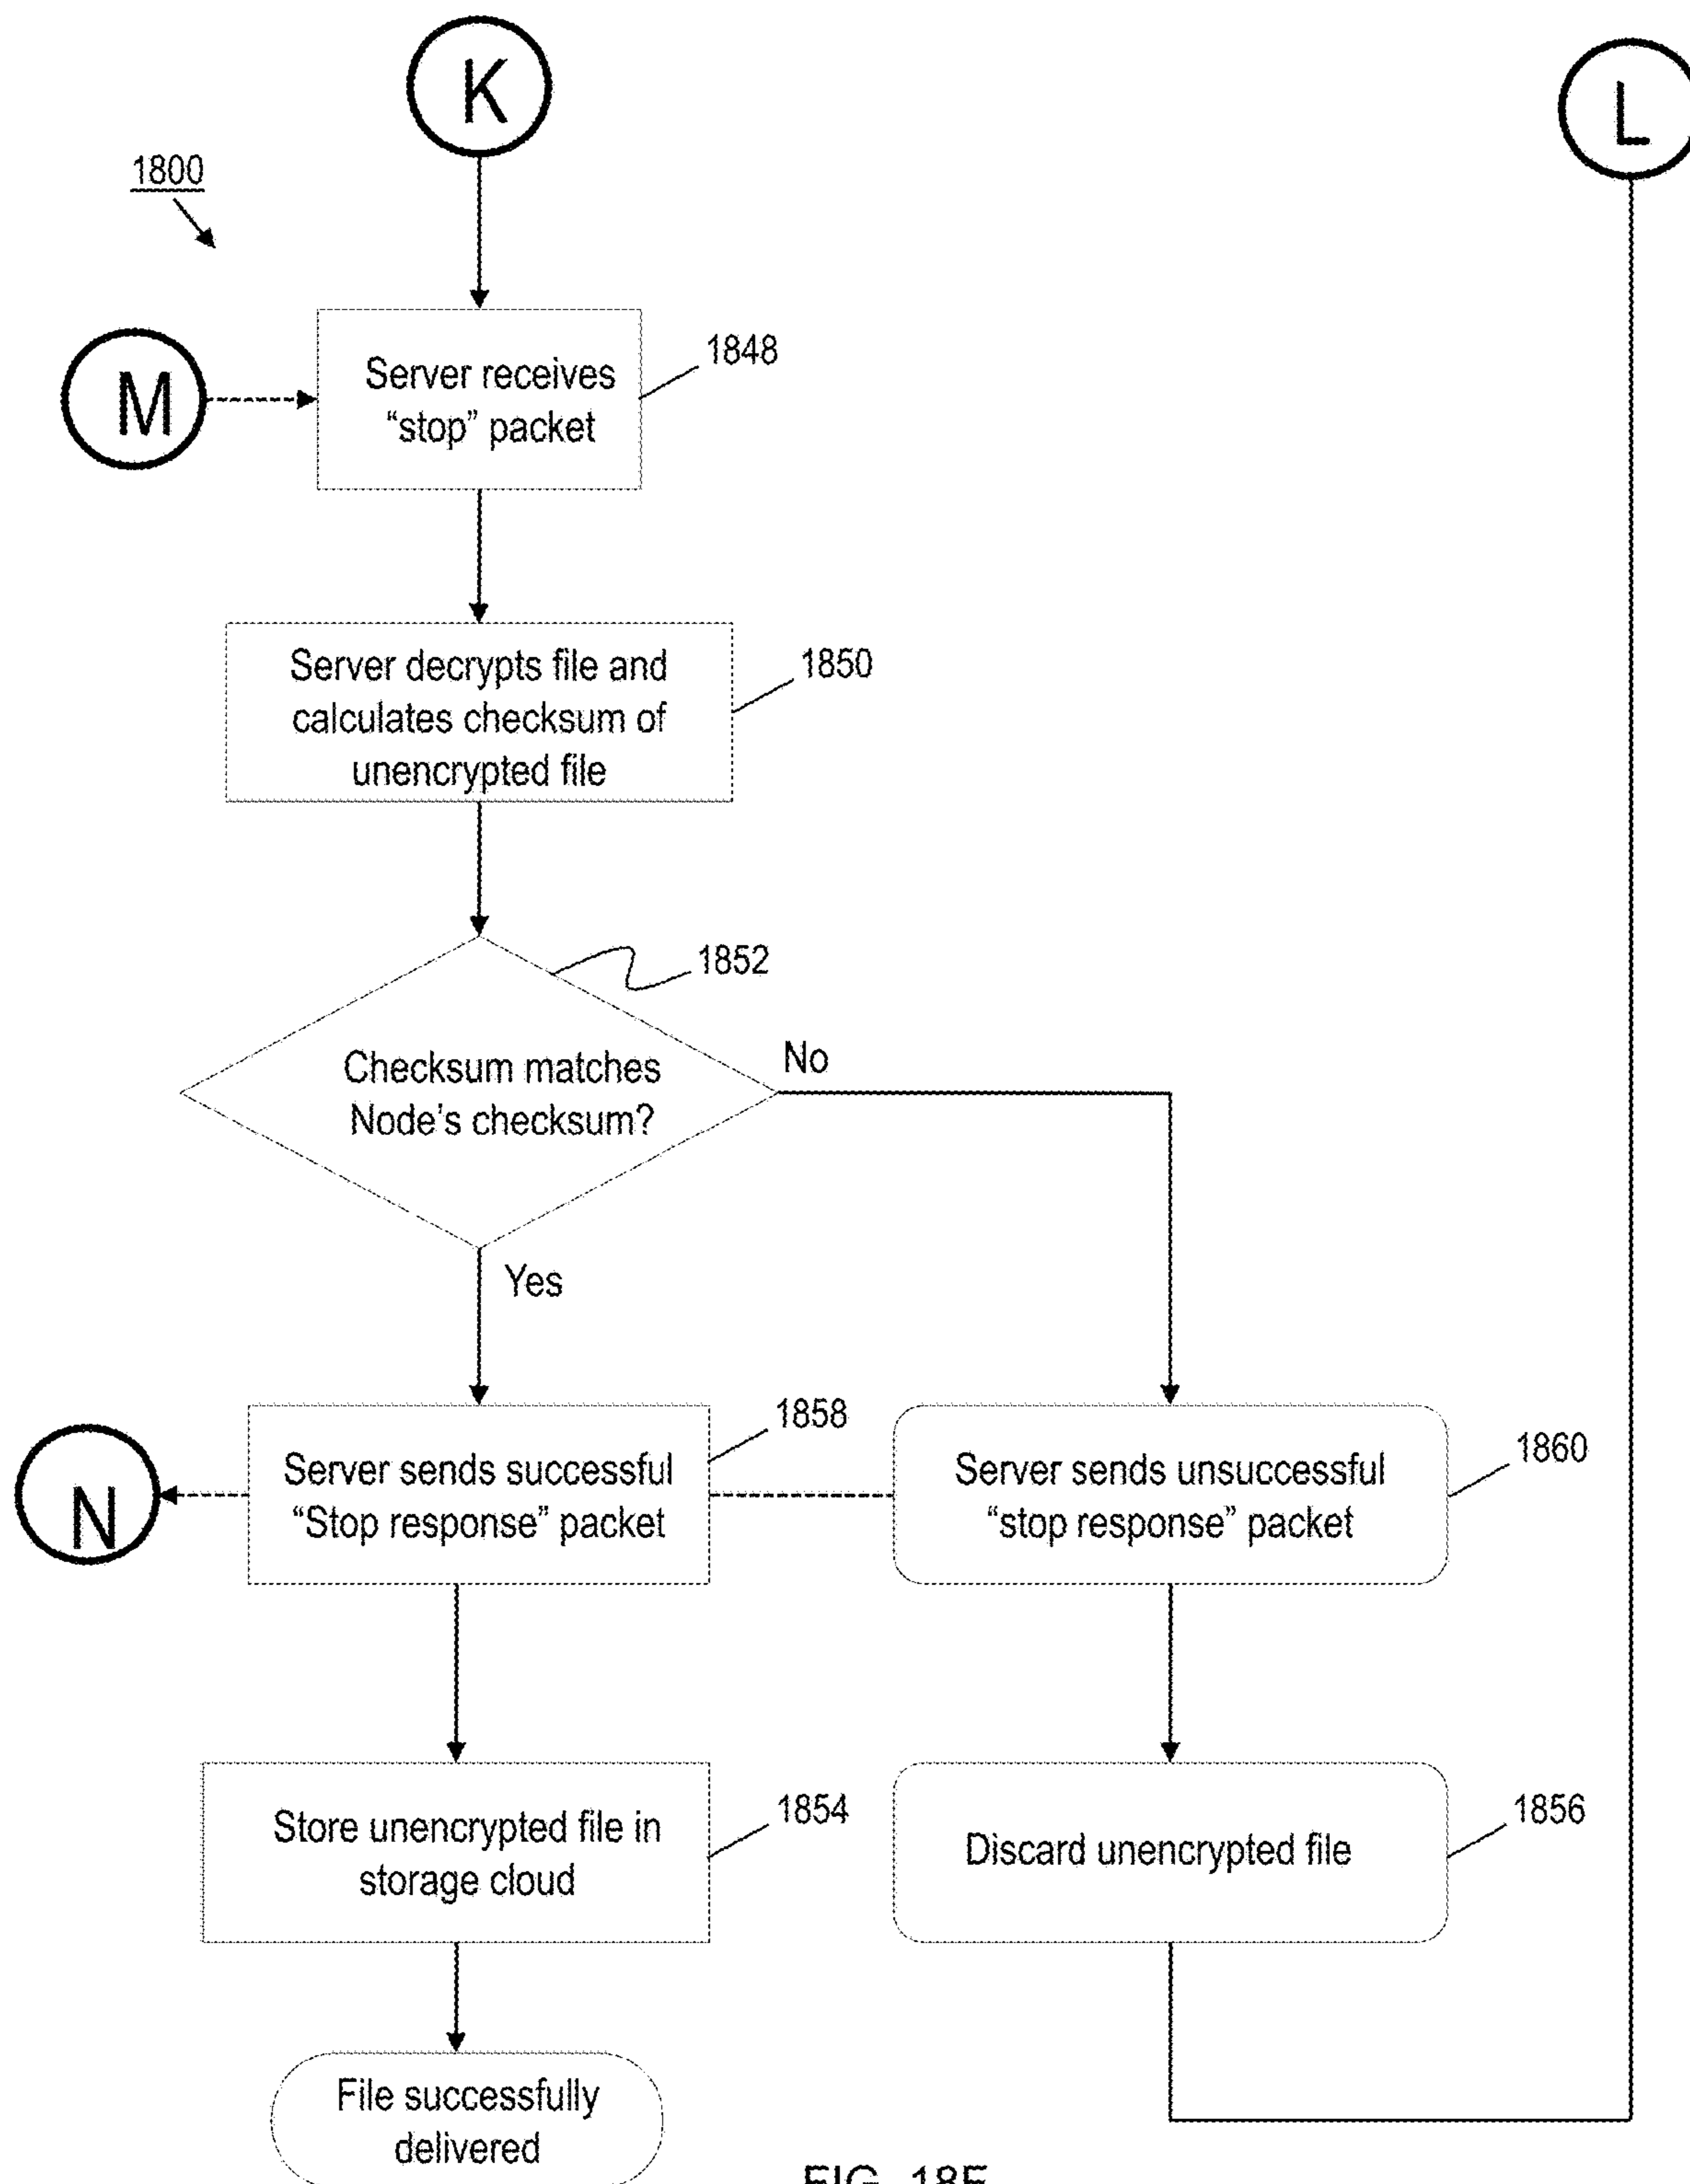 K
L
1800
M
Server receives
“stop” packet
1848
Server decrypts file and
calculates checksum of
unencrypted file
1850
1852
Checksum matches
Node's checksum?
No
Yes
N
Server sends successful
“Stop response” packet
1858
Server sends unsuccessful
“stop response” packet
1860
Store unencrypted file in
storage cloud
1854
Discard unencrypted file
1856
File successfully
delivered